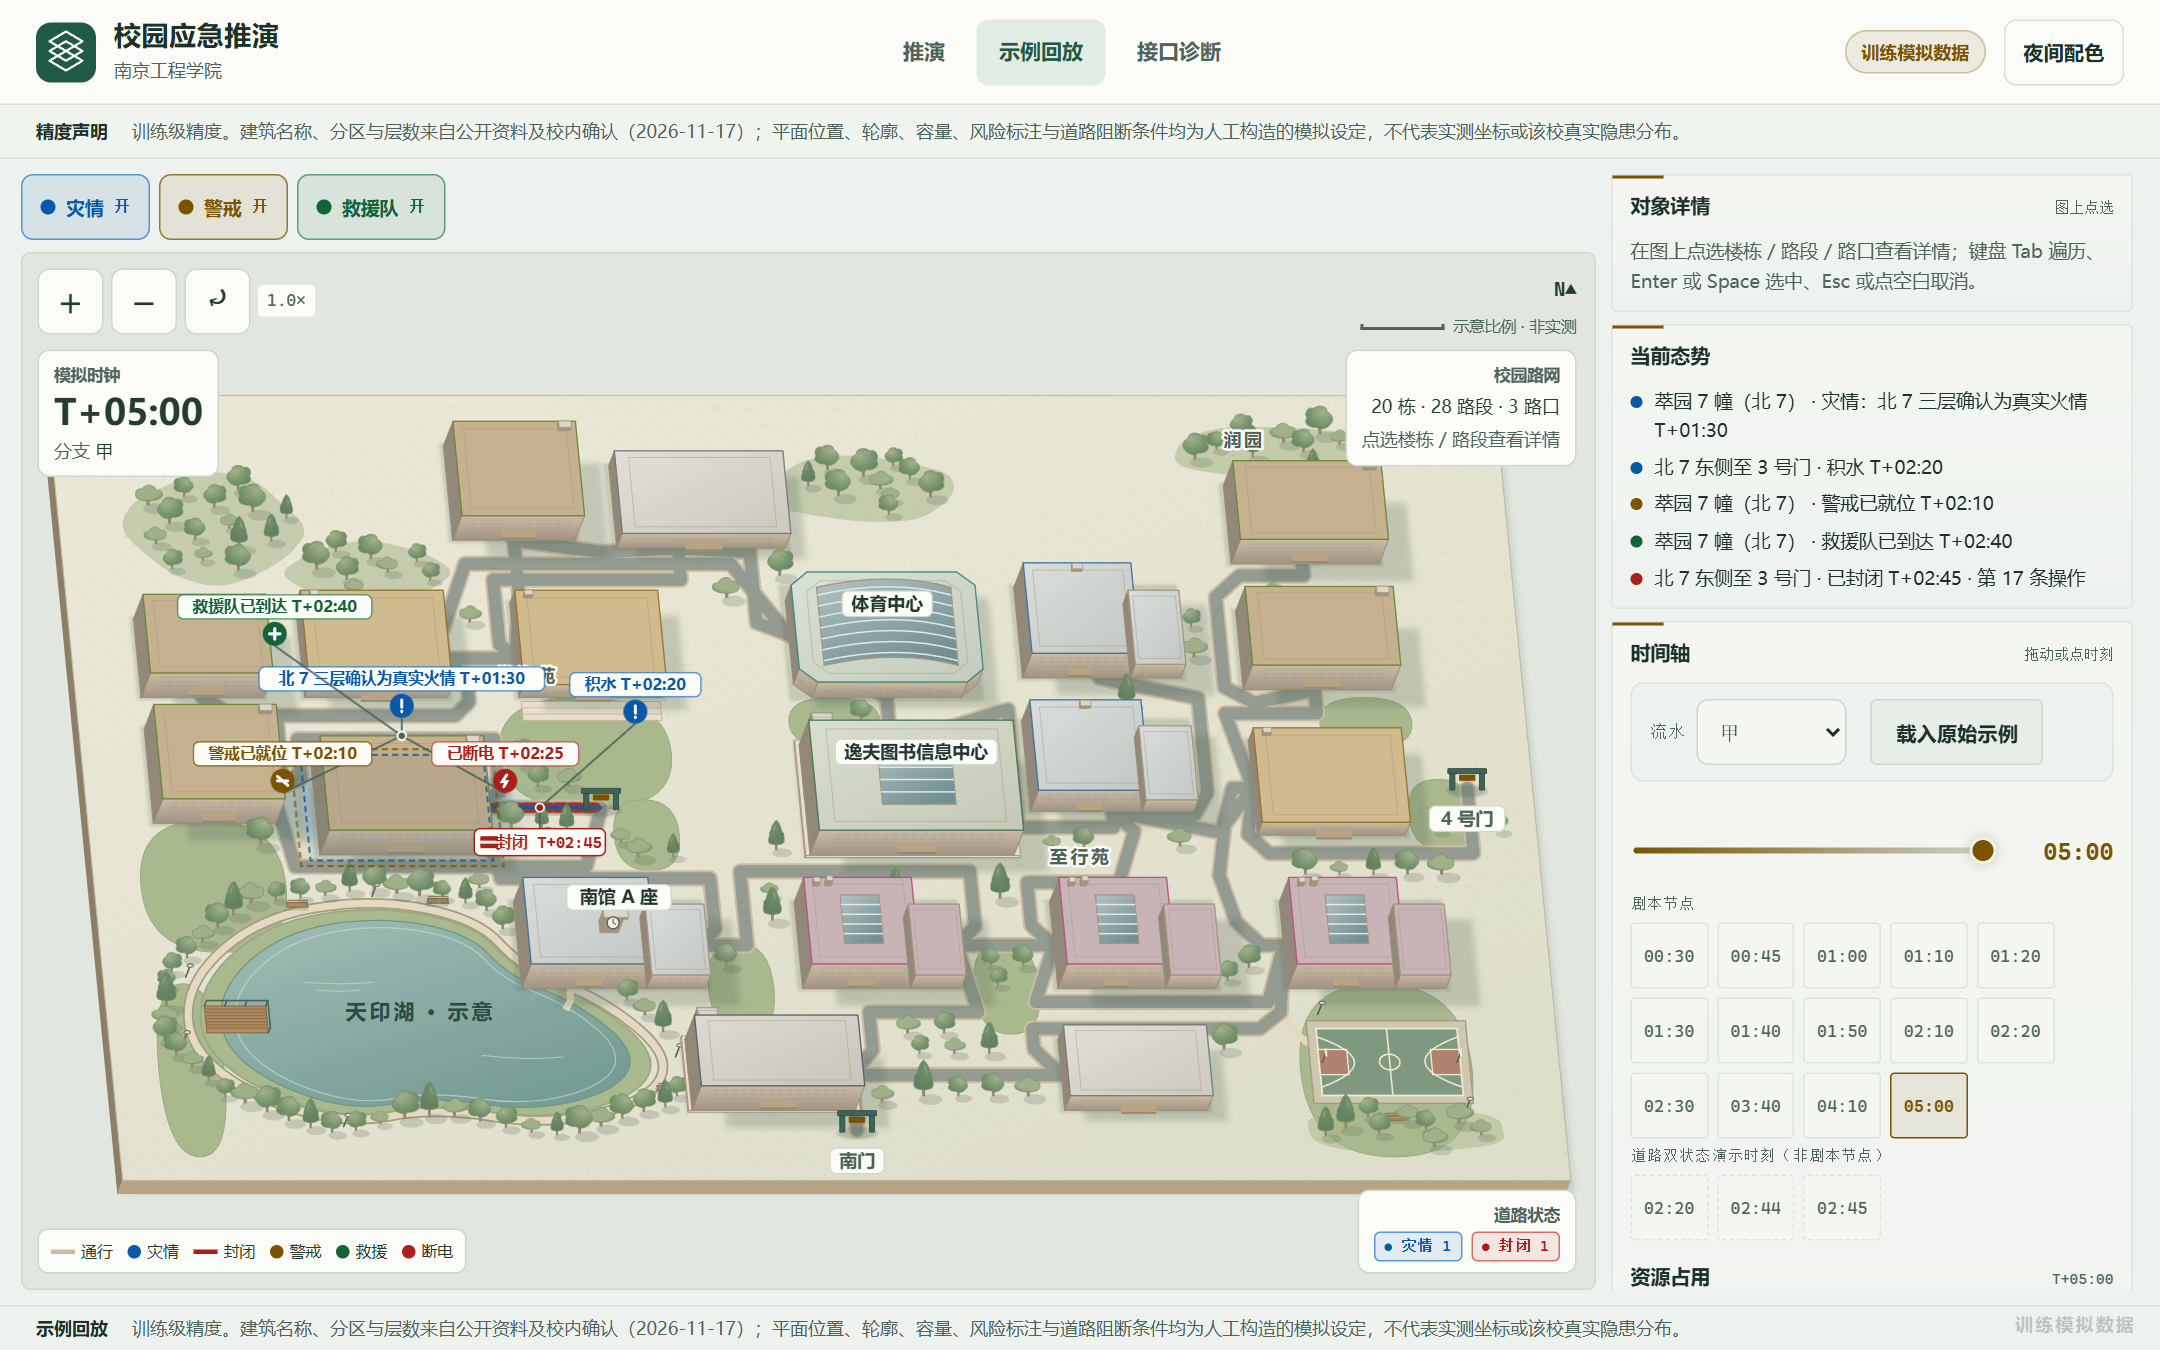 校园应急推演
南京工程学院
推演
示例回放
接口诊断
训练模拟数据
夜间配色
精度声明 训练级精度。建筑名称、分区与层数来自公开资料及校内确认（2026-11-17）；平面位置、轮廓、容量、风险标注与道路阻断条件均为人工构造的模拟设定，不代表实测坐标或该校真实隐患分布。
灾情 开
警戒 开
救援队 开
+
−
1.0×
N▲
示意比例 · 非实测
模拟时钟
T+05:00
分支 甲
校园路网
20 栋 · 28 路段 · 3 路口
点选楼栋 / 路段查看详情
润园
体育中心
救援队已到达 T+02:40
北 7 三层确认为真实火情 T+01:30
苑
积水 T+02:20
警戒已就位 T+02:10
已断电 T+02:25
封闭 T+02:45
逸夫图书信息中心
4 号门
至行苑
南馆 A 座
天印湖 · 示意
南门
通行
灾情
封闭
警戒
救援
断电
道路状态
灾情 1
封闭 1
对象详情
图上点选
在图上点选楼栋 / 路段 / 路口查看详情；键盘 Tab 遍历、
Enter 或 Space 选中、Esc 或点空白取消。
当前态势
萃园 7 幢（北 7） · 灾情：北 7 三层确认为真实火情
T+01:30
北 7 东侧至 3 号门 · 积水 T+02:20
萃园 7 幢（北 7） · 警戒已就位 T+02:10
萃园 7 幢（北 7） · 救援队已到达 T+02:40
北 7 东侧至 3 号门 · 已封闭 T+02:45 · 第 17 条操作
时间轴
拖动或点时刻
流水
甲
载入原始示例
05:00
剧本节点
00:30 00:45 01:00 01:10 01:20
01:30 01:40 01:50 02:10 02:20
02:30 03:40 04:10 05:00
道路双状态演示时刻（非剧本节点）
02:20 02:44 02:45
资源占用
T+05:00
示例回放 训练级精度。建筑名称、分区与层数来自公开资料及校内确认（2026-11-17）；平面位置、轮廓、容量、风险标注与道路阻断条件均为人工构造的模拟设定，不代表实测坐标或该校真实隐患分布。
训练模拟数据